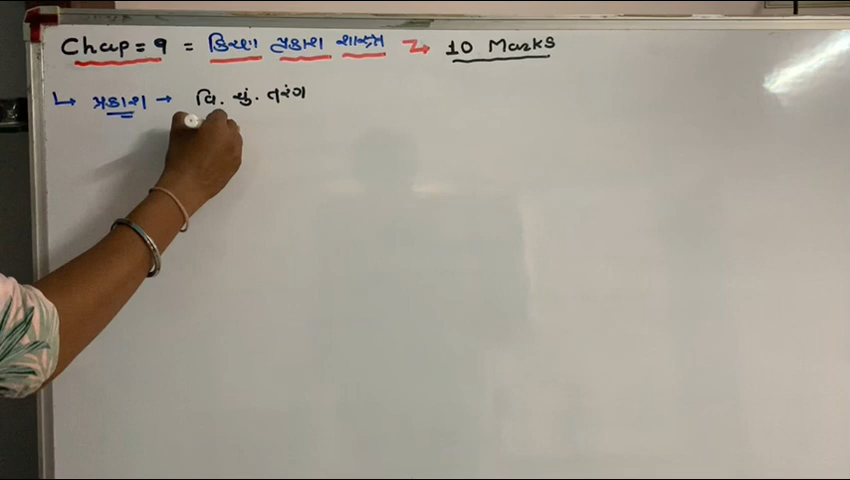 Chap = 9 = કિરણ પ્રકાશ શાસ્ત્ર → 10 Marks
↳ પ્રકાશ → વિ. ચું. તરંગ